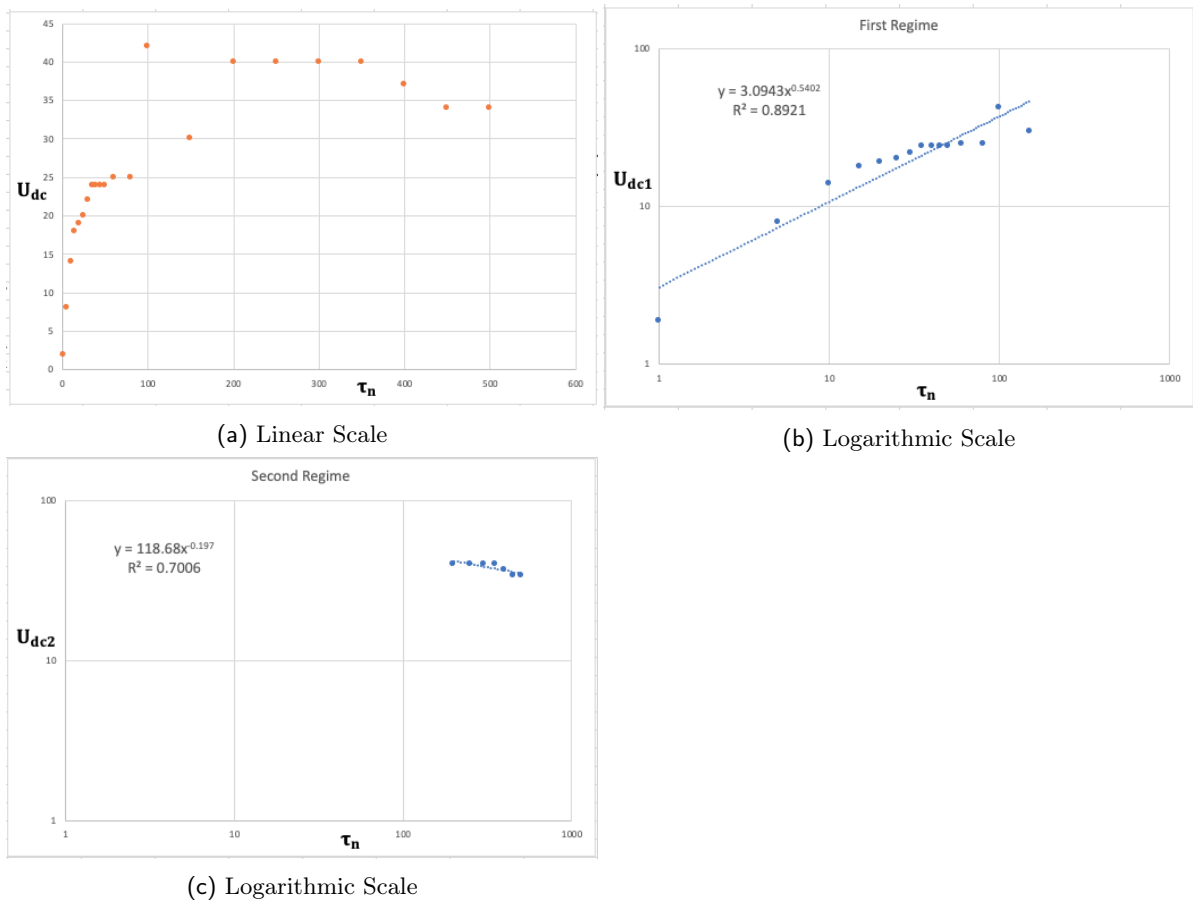 45
40
35
30
25
20
15
10
5
0
U_dc
0 100 200 300 400 500 600
τ_n
(a) Linear Scale
First Regime
100
10
1
y = 3.0943x^0.5402
R² = 0.8921
U_dc1
1 10 100 1000
τ_n
(b) Logarithmic Scale
Second Regime
100
10
1
y = 118.68x^-0.197
R² = 0.7006
U_dc2
1 10 100 1000
τ_n
(c) Logarithmic Scale